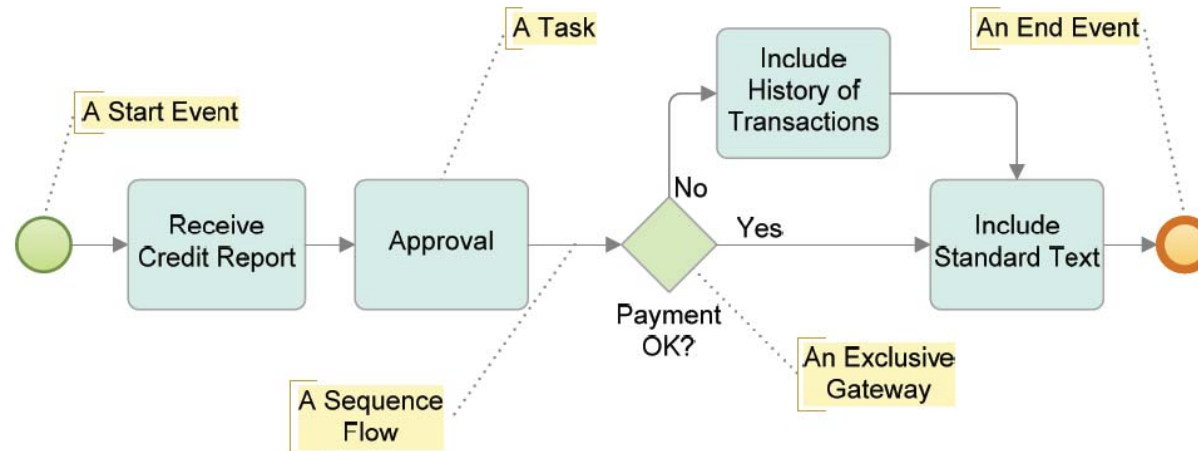 A Task
An End Event
Include
History of
Transactions
A Start Event
No
Receive
Credit Report
Approval
Yes
Include
Standard Text
Payment
OK?
An Exclusive
Gateway
A Sequence
Flow